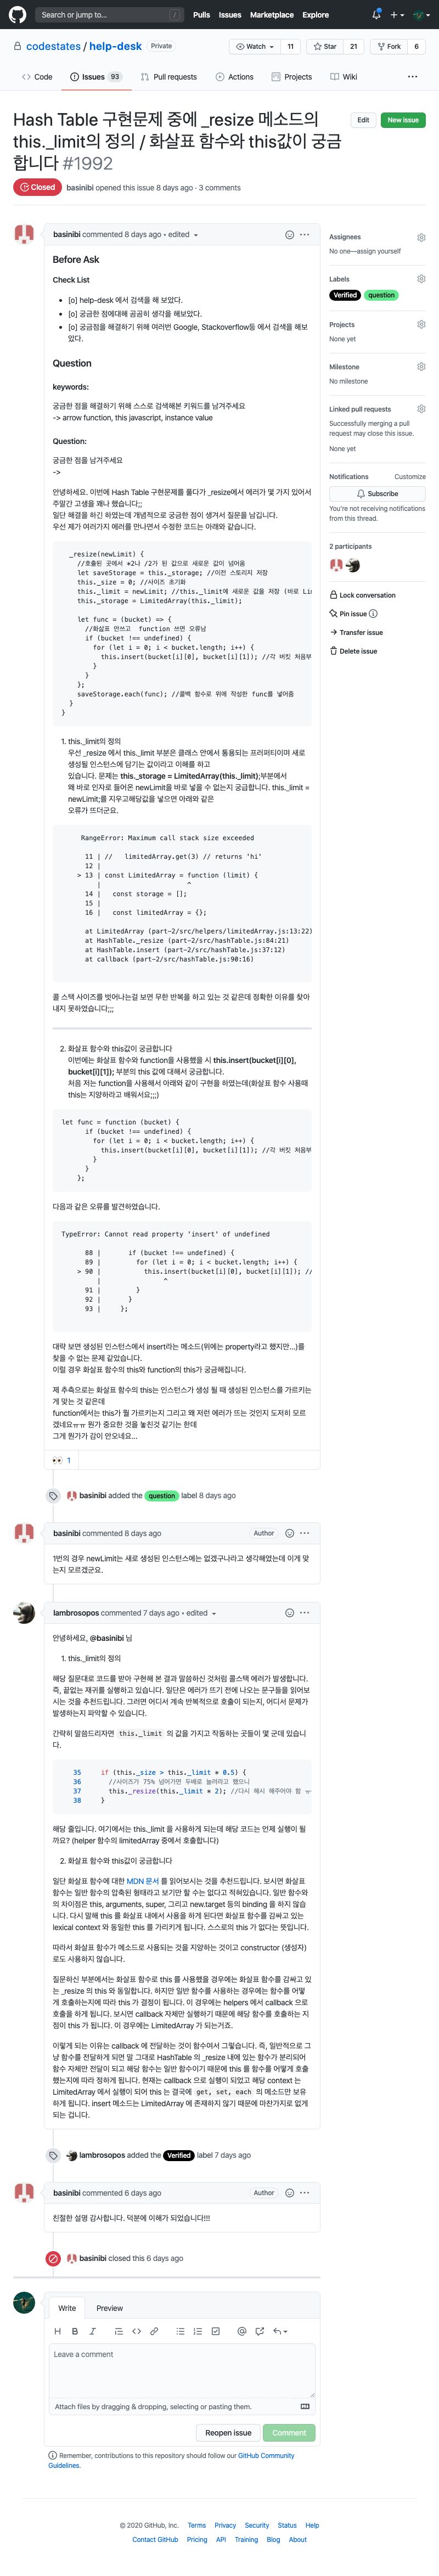 Search or jump to...
/
Pulls Issues Marketplace Explore
codestates / help-desk Private
Watch 11 Star 21 Fork 6
Code Issues 93 Pull requests Actions Projects Wiki ...
Hash Table 구현문제 중에 _resize 메소드의
this._limit의 정의 / 화살표 함수와 this값이 궁금
합니다 #1992
Edit New issue
Closed basinibi opened this issue 8 days ago · 3 comments
basinibi commented 8 days ago • edited
Before Ask
Check List
• [o] help-desk 에서 검색을 해 보았다.
• [o] 궁금한 점에대해 곰곰히 생각을 해보았다.
• [o] 궁금점을 해결하기 위해 여러번 Google, Stackoverflow등 에서 검색을 해보
았다.
Question
keywords:
궁금한 점을 해결하기 위해 스스로 검색해본 키워드를 남겨주세요
-> arrow function, this javascript, instance value
Question:
궁금한 점을 남겨주세요
->
안녕하세요. 이번에 Hash Table 구현문제를 풀다가 _resize에서 에러가 몇 가지 있어서
주말간 고생을 꽤나 했습니다;;
일단 해결을 하긴 하였는데 개념적으로 궁금한 점이 생겨서 질문을 남깁니다.
우선 제가 여러가지 에러를 만나면서 수정한 코드는 아래와 같습니다.
_resize(newLimit) {
//호출된 곳에서 *2나 /2가 된 값으로 새로운 값이 넘어옴
let saveStorage = this._storage; //이전 스토리지 저장
this._size = 0; //사이즈 초기화
this._limit = newLimit; //this._limit에 새로운 값을 저장 (바로 Lim
this._storage = LimitedArray(this._limit);
let func = (bucket) => {
//화살표 안쓰고  function 쓰면 오류남
if (bucket !== undefined) {
for (let i = 0; i < bucket.length; i++) {
this.insert(bucket[i][0], bucket[i][1]); //각 버킷 처음부
}
}
};
saveStorage.each(func); //콜백 함수로 위에 작성한 func를 넣어줌
}
}
1. this._limit의 정의
우선 _resize 에서 this._limit 부분은 클래스 안에서 통용되는 프러퍼티이며 새로
생성될 인스턴스에 담기는 값이라고 이해를 하고
있습니다. 문제는 this._storage = LimitedArray(this._limit);부분에서
왜 바로 인자로 들어온 newLimit을 바로 넣을 수 없는지 궁금합니다. this._limit =
newLimit;를 지우고해당값을 넣으면 아래와 같은
오류가 뜨더군요.
RangeError: Maximum call stack size exceeded
11 | //   limitedArray.get(3) // returns 'hi'
12 |
> 13 | const LimitedArray = function (limit) {
|                      ^
14 |   const storage = [];
15 |
16 |   const limitedArray = {};
at LimitedArray (part-2/src/helpers/limitedArray.js:13:22)
at HashTable._resize (part-2/src/hashTable.js:84:21)
at HashTable.insert (part-2/src/hashTable.js:37:12)
at callback (part-2/src/hashTable.js:90:16)
콜 스택 사이즈를 벗어나는걸 보면 무한 반복을 하고 있는 것 같은데 정확한 이유를 찾아
내지 못하였습니다;;;
2. 화살표 함수와 this값이 궁금합니다
이번에는 화살표 함수와 function을 사용했을 시 this.insert(bucket[i][0],
bucket[i][1]); 부분의 this 값에 대해서 궁금합니다.
처음 저는 function을 사용해서 아래와 같이 구현을 하였는데(화살표 함수 사용때
this는 지양하라고 배워서요;;;)
let func = function (bucket) {
if (bucket !== undefined) {
for (let i = 0; i < bucket.length; i++) {
this.insert(bucket[i][0], bucket[i][1]); //각 버킷 처음부
}
}
};
다음과 같은 오류를 발견하였습니다.
TypeError: Cannot read property 'insert' of undefined
88 |       if (bucket !== undefined) {
89 |         for (let i = 0; i < bucket.length; i++) {
> 90 |           this.insert(bucket[i][0], bucket[i][1]); //
|                ^
91 |         }
92 |       }
93 |     };
대략 보면 생성된 인스턴스에서 insert라는 메소드(위에는 property라고 했지만...)를
찾을 수 없는 문제 같았습니다.
이럴 경우 화살표 함수의 this와 function의 this가 궁금해집니다.
제 추측으로는 화살표 함수의 this는 인스턴스가 생성 될 때 생성된 인스턴스를 가르키는
게 맞는 것 같은데
function에서는 this가 뭘 가르키는지 그리고 왜 저런 에러가 뜨는 것인지 도저히 모르
겠네요ㅠㅠ 뭔가 중요한 것을 놓친것 같기는 한데
그게 뭔가가 감이 안오네요...
👀 1
basinibi added the question label 8 days ago
basinibi commented 8 days ago Author
1번의 경우 newLimit는 새로 생성된 인스턴스에는 없겠구나라고 생각해었는데 이게 맞
는지 모르겠군요.
lambrosopos commented 7 days ago • edited
안녕하세요, @basinibi 님
1. this._limit의 정의
해당 질문대로 코드를 받아 구현해 본 결과 말씀하신 것처럼 콜스택 에러가 발생합니다.
즉, 끝없는 재귀를 실행하고 있습니다. 일단은 에러가 뜨기 전에 나오는 문구들을 읽어보
시는 것을 추천드립니다. 그러면 어디서 계속 반복적으로 호출이 되는지, 어디서 문제가
발생하는지 파악할 수 있습니다.
간략히 말씀드리자면 this._limit 의 값을 가지고 작동하는 곳들이 몇 군데 있습니
다.
35 if (this._size > this._limit * 0.5) {
36 //사이즈가 75% 넘어가면 두배로 늘려라고 했으니
37 this._resize(this._limit * 2); //다시 해시 해주어야 함 ㅠ
38 }
해당 줄입니다. 여기에서는 this._limit 을 사용하게 되는데 해당 코드는 언제 실행이 될
까요? (helper 함수의 limitedArray 중에서 호출합니다)
2. 화살표 함수와 this값이 궁금합니다
일단 화살표 함수에 대한 MDN 문서 를 읽어보시는 것을 추천드립니다. 보시면 화살표
함수는 일반 함수의 압축된 형태라고 보기만 할 수는 없다고 적혀있습니다. 일반 함수와
의 차이점은 this, arguments, super, 그리고 new.target 등의 binding 을 하지 않습
니다. 다시 말해 this 를 화살표 내에서 사용을 하게 된다면 화살표 함수를 감싸고 있는
lexical context 와 동일한 this 를 가리키게 됩니다. 스스로의 this 가 없다는 뜻입니다.
따라서 화살표 함수가 메소드로 사용되는 것을 지양하는 것이고 constructor (생성자)
로도 사용하지 않습니다.
질문하신 부분에서는 화살표 함수로 this 를 사용했을 경우에는 화살표 함수를 감싸고 있
는 _resize 의 this 와 동일합니다. 하지만 일반 함수를 사용하는 경우에는 함수를 어떻
게 호출하는지에 따라 this 가 결정이 됩니다. 이 경우에는 helpers 에서 callback 으로
호출을 하게 됩니다. 보시면 callback 자체만 실행하기 때문에 해당 함수를 호출하는 지
점이 this 가 됩니다. 이 경우에는 LimitedArray 가 되는거죠.
이렇게 되는 이유는 callback 에 전달하는 것이 함수여서 그렇습니다. 즉, 일반적으로 그
냥 함수를 전달하게 되면 말 그대로 HashTable 의 _resize 내에 있는 함수가 분리되어
함수 자체만 전달이 되고 해당 함수는 일반 함수이기 때문에 this 를 함수를 어떻게 호출
했는지에 따라 정하게 됩니다. 현재는 callback 으로 실행이 되었고 해당 context 는
LimitedArray 에서 실행이 되어 this 는 결국에 get, set, each 의 메소드만 보유
하게 됩니다. insert 메소드는 LimitedArray 에 존재하지 않기 때문에 마찬가지로 없게
되는 겁니다.
lambrosopos added the Verified label 7 days ago
basinibi commented 6 days ago Author
친절한 설명 감사합니다. 덕분에 이해가 되었습니다!!!
basinibi closed this 6 days ago
Write Preview
Leave a comment
Attach files by dragging & dropping, selecting or pasting them.
Reopen issue Comment
Remember, contributions to this repository should follow our GitHub Community
Guidelines.
Assignees
No one—assign yourself
Labels
Verified question
Projects
None yet
Milestone
No milestone
Linked pull requests
Successfully merging a pull
request may close this issue.
None yet
Notifications Customize
Subscribe
You're not receiving notifications
from this thread.
2 participants
Lock conversation
Pin issue
Transfer issue
Delete issue
© 2020 GitHub, Inc. Terms Privacy Security Status Help
Contact GitHub Pricing API Training Blog About